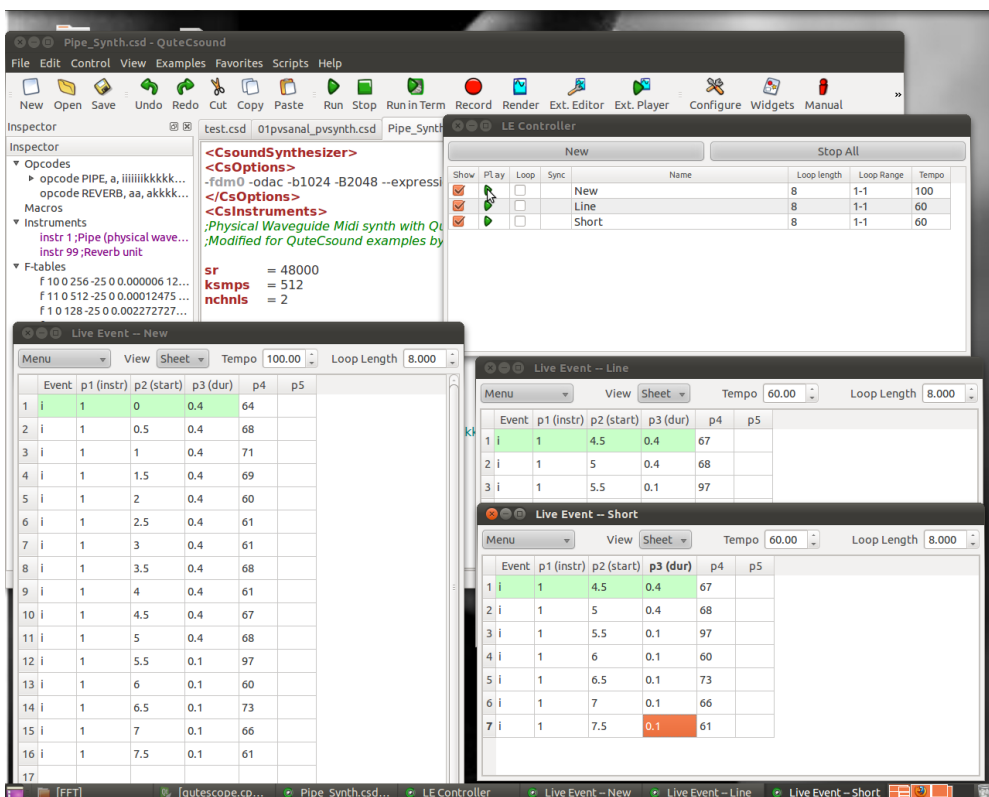 Pipe_Synth.csd - QuteCsound
File Edit Control View Examples Favorites Scripts Help
New Open Save Undo Redo Cut Copy Paste Run Stop Run in Term Record Render Ext. Editor Ext. Player Configure Widgets Manual »
Inspector
test.csd 01pvsanal_pvsynth.csd Pipe_Synth
Inspector
Opcodes
opcode PIPE, a, iiiiiiikkkkk...
opcode REVERB, aa, akkkk...
Macros
Instruments
instr 1 ;Pipe (physical wave...
instr 99 ;Reverb unit
F-tables
f 10 0 256 -25 0 0.000006 12...
f 11 0 512 -25 0 0.00012475 ...
f 1 0 128 -25 0 0.002272727...
<CsoundSynthesizer>
<CsOptions>
-fdm0 -odac -b1024 -B2048 --expressi
</CsOptions>
<CsInstruments>
;Physical Waveguide Midi synth with Qu
;Modified for QuteCsound examples by
sr = 48000
ksmps = 512
nchnls = 2
LE Controller
New Stop All
Show Play Loop Sync Name Loop length Loop Range Tempo
New 8 1-1 100
Line 8 1-1 60
Short 8 1-1 60
Live Event -- New
Menu View Sheet Tempo 100.00 Loop Length 8.000
Event p1 (instr) p2 (start) p3 (dur) p4 p5
1 i 1 0 0.4 64
2 i 1 0.5 0.4 68
3 i 1 1 0.4 71
4 i 1 1.5 0.4 69
5 i 1 2 0.4 60
6 i 1 2.5 0.4 61
7 i 1 3 0.4 61
8 i 1 3.5 0.4 68
9 i 1 4 0.4 61
10 i 1 4.5 0.4 67
11 i 1 5 0.4 68
12 i 1 5.5 0.1 97
13 i 1 6 0.1 60
14 i 1 6.5 0.1 73
15 i 1 7 0.1 66
16 i 1 7.5 0.1 61
17
Live Event -- Line
Menu View Sheet Tempo 60.00 Loop Length 8.000
Event p1 (instr) p2 (start) p3 (dur) p4 p5
1 i 1 4.5 0.4 67
2 i 1 5 0.4 68
3 i 1 5.5 0.1 97
Live Event -- Short
Menu View Sheet Tempo 60.00 Loop Length 8.000
Event p1 (instr) p2 (start) p3 (dur) p4 p5
1 i 1 4.5 0.4 67
2 i 1 5 0.4 68
3 i 1 5.5 0.1 97
4 i 1 6 0.1 60
5 i 1 6.5 0.1 73
6 i 1 7 0.1 66
7 i 1 7.5 0.1 61
[FFT] [qutescope.cp... Pipe_Synth.csd... LE Controller Live Event -- New Live Event -- Line Live Event -- Short